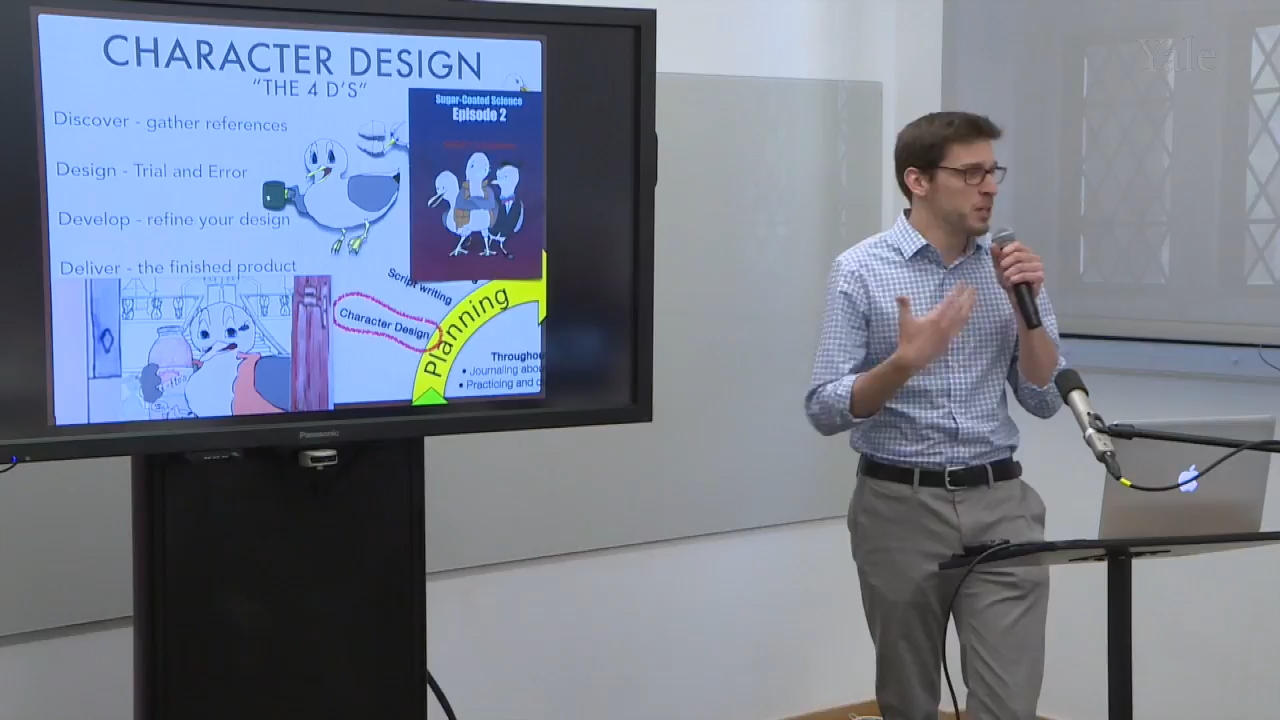 CHARACTER DESIGN
"THE 4 D'S"
Discover - gather references
Design - Trial and Error
Develop - refine your design
Deliver - the finished product
Sugar-Coated Science
Episode 2
Script writing
Character Design
Planning
Throughou
• Journaling abou
• Practicing and
Panasonic
Yale